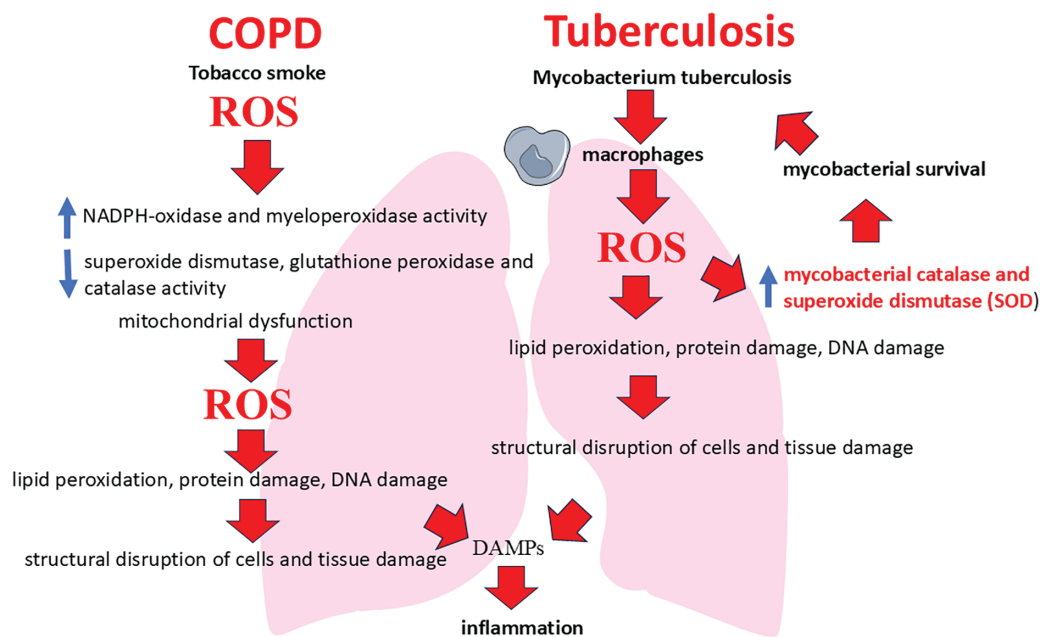 COPD
Tobacco smoke
ROS
NADPH-oxidase and myeloperoxidase activity
superoxide dismutase, glutathione peroxidase and
catalase activity
mitochondrial dysfunction
ROS
lipid peroxidation, protein damage, DNA damage
structural disruption of cells and tissue damage
Tuberculosis
Mycobacterium tuberculosis
macrophages
ROS
mycobacterial survival
mycobacterial catalase and
superoxide dismutase (SOD)
lipid peroxidation, protein damage, DNA damage
structural disruption of cells and tissue damage
DAMPs
inflammation